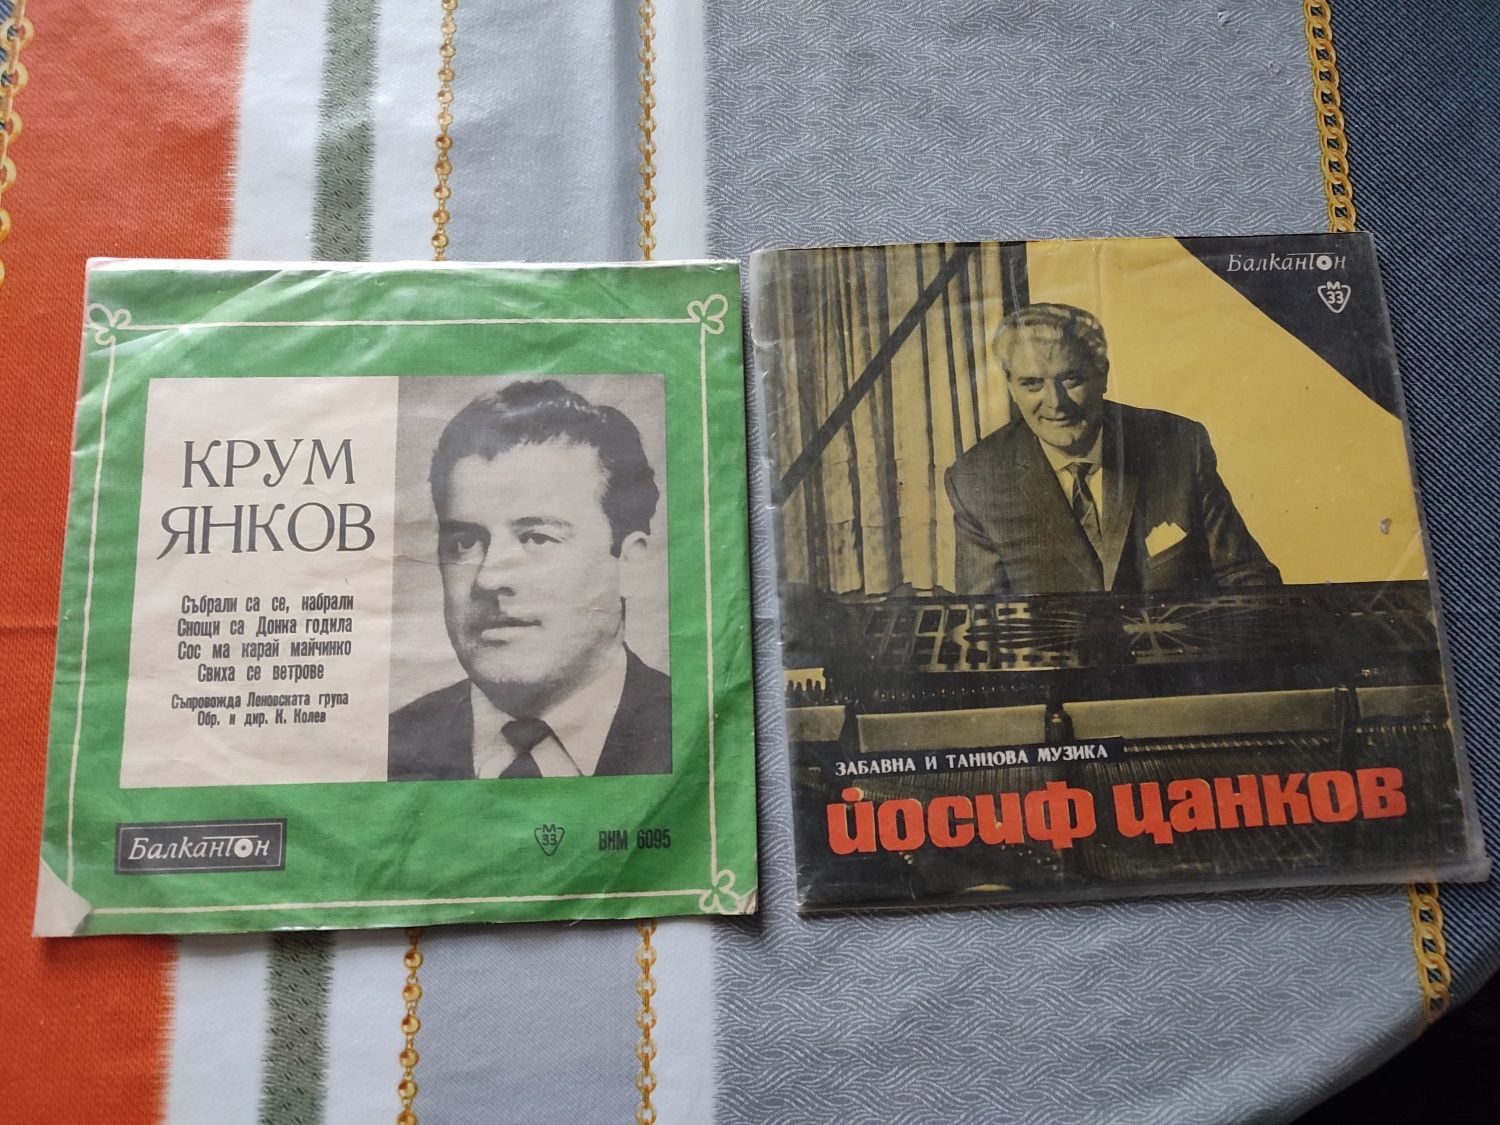 КРУМ
ЯНКОВ
Събрали са се, набрали
Снощи са Донка годила
Сос ма карай майчинко
Свиха се ветрове
Съпровожда Леновската група
Обр. и дир. К. Колев
Балкантон
М
33
ВНМ 6095
Балкантон
М
33
ЗАБАВНА И ТАНЦОВА МУЗИКА
ЙОСИФ ЦАНКОВ